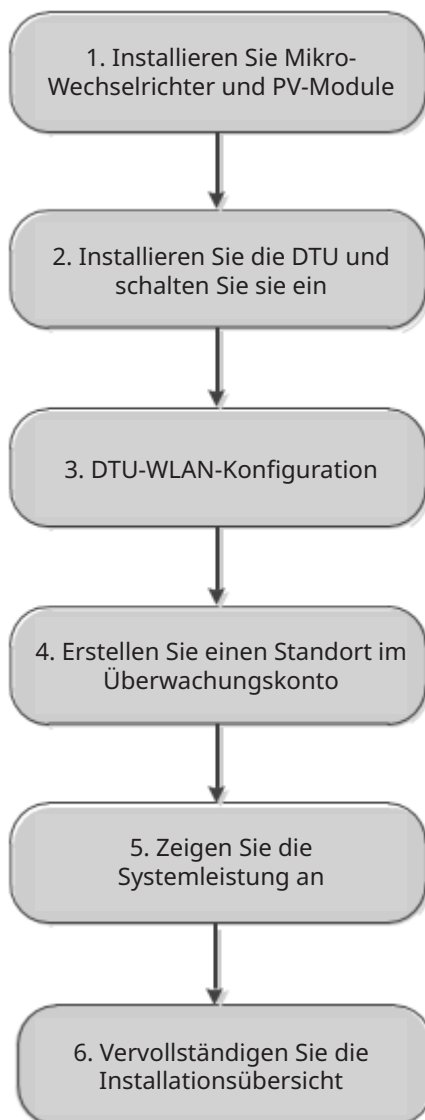 1. Installieren Sie Mikro-
Wechselrichter und PV-Module
2. Installieren Sie die DTU und
schalten Sie sie ein
3. DTU-WLAN-Konfiguration
4. Erstellen Sie einen Standort im
Überwachungskonto
5. Zeigen Sie die
Systemleistung an
6. Vervollständigen Sie die
Installationsübersicht